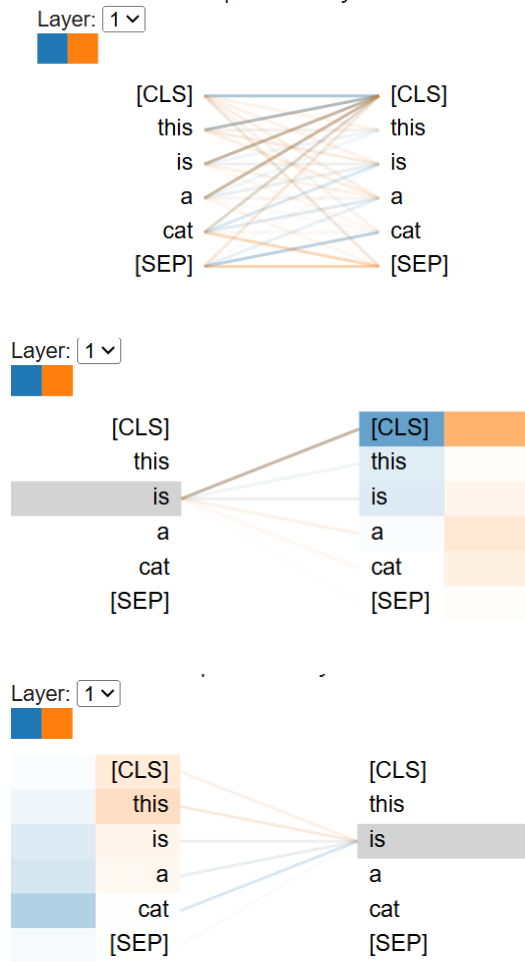 Layer: 1
[CLS] [CLS]
this this
is is
a a
cat cat
[SEP] [SEP]
Layer: 1
[CLS] [CLS]
this this
is is
a a
cat cat
[SEP] [SEP]
Layer: 1
[CLS] [CLS]
this this
is is
a a
cat cat
[SEP] [SEP]